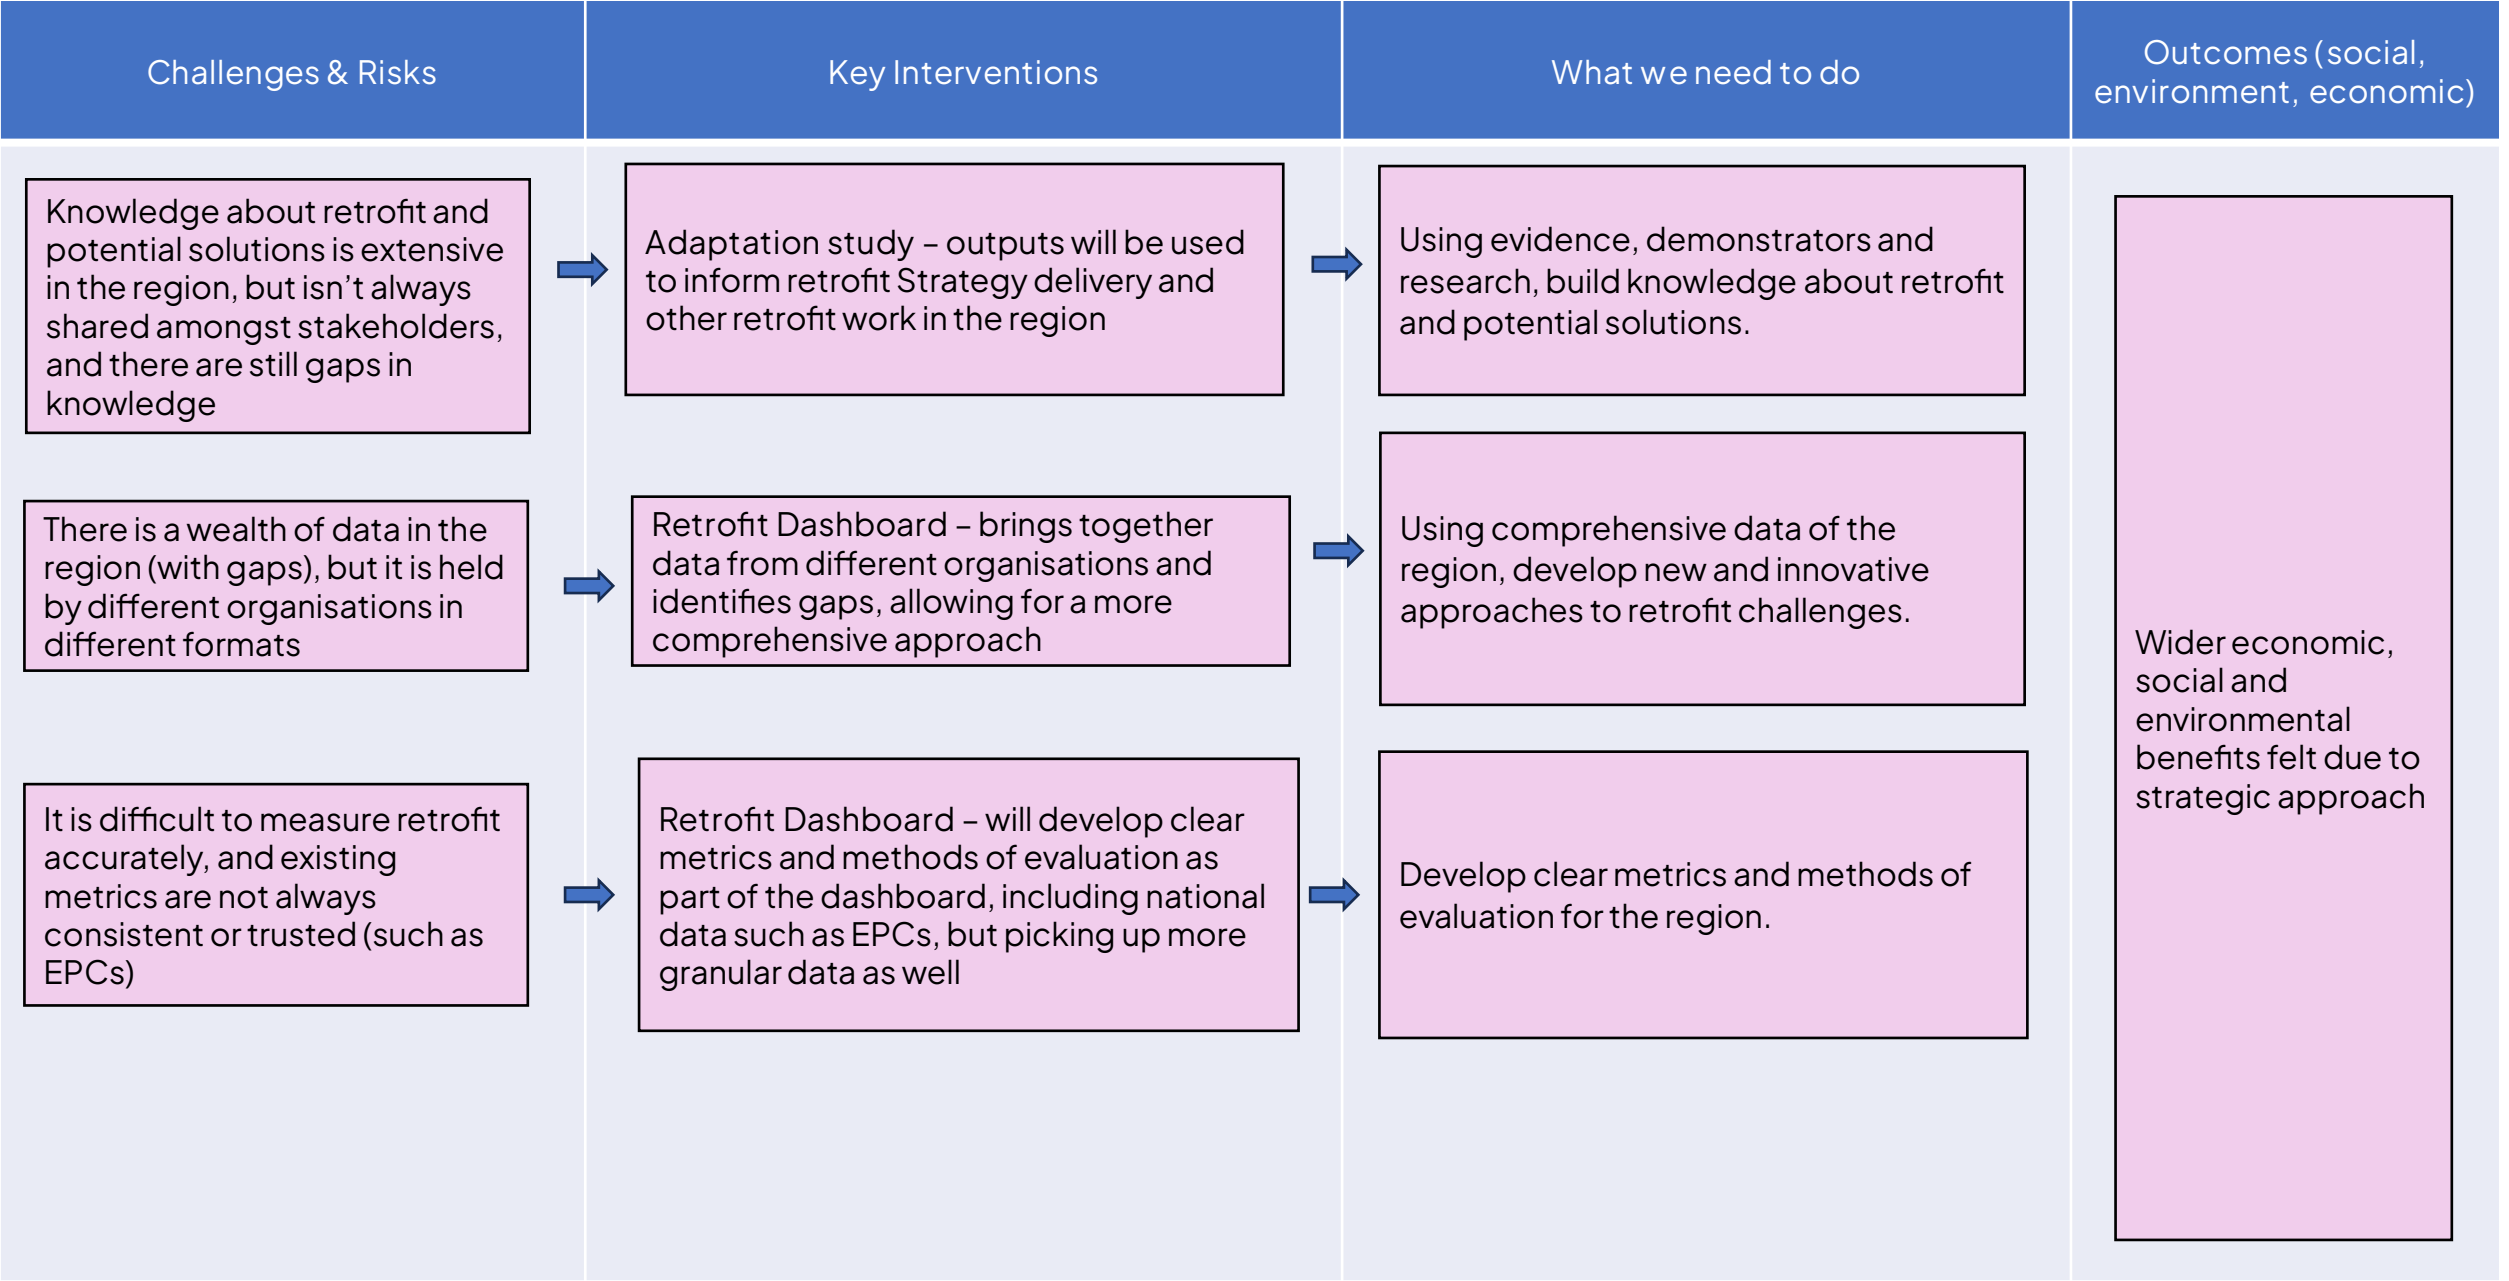 Challenges & Risks
Key Interventions
What we need to do
Outcomes (social,
environment, economic)
Knowledge about retrofit and
potential solutions is extensive
in the region, but isn't always
shared amongst stakeholders,
and there are still gaps in
knowledge
Adaptation study – outputs will be used
to inform retrofit Strategy delivery and
other retrofit work in the region
Using evidence, demonstrators and
research, build knowledge about retrofit
and potential solutions.
There is a wealth of data in the
region (with gaps), but it is held
by different organisations in
different formats
Retrofit Dashboard – brings together
data from different organisations and
identifies gaps, allowing for a more
comprehensive approach
Using comprehensive data of the
region, develop new and innovative
approaches to retrofit challenges.
It is difficult to measure retrofit
accurately, and existing
metrics are not always
consistent or trusted (such as
EPCs)
Retrofit Dashboard – will develop clear
metrics and methods of evaluation as
part of the dashboard, including national
data such as EPCs, but picking up more
granular data as well
Develop clear metrics and methods of
evaluation for the region.
Wider economic,
social and
environmental
benefits felt due to
strategic approach